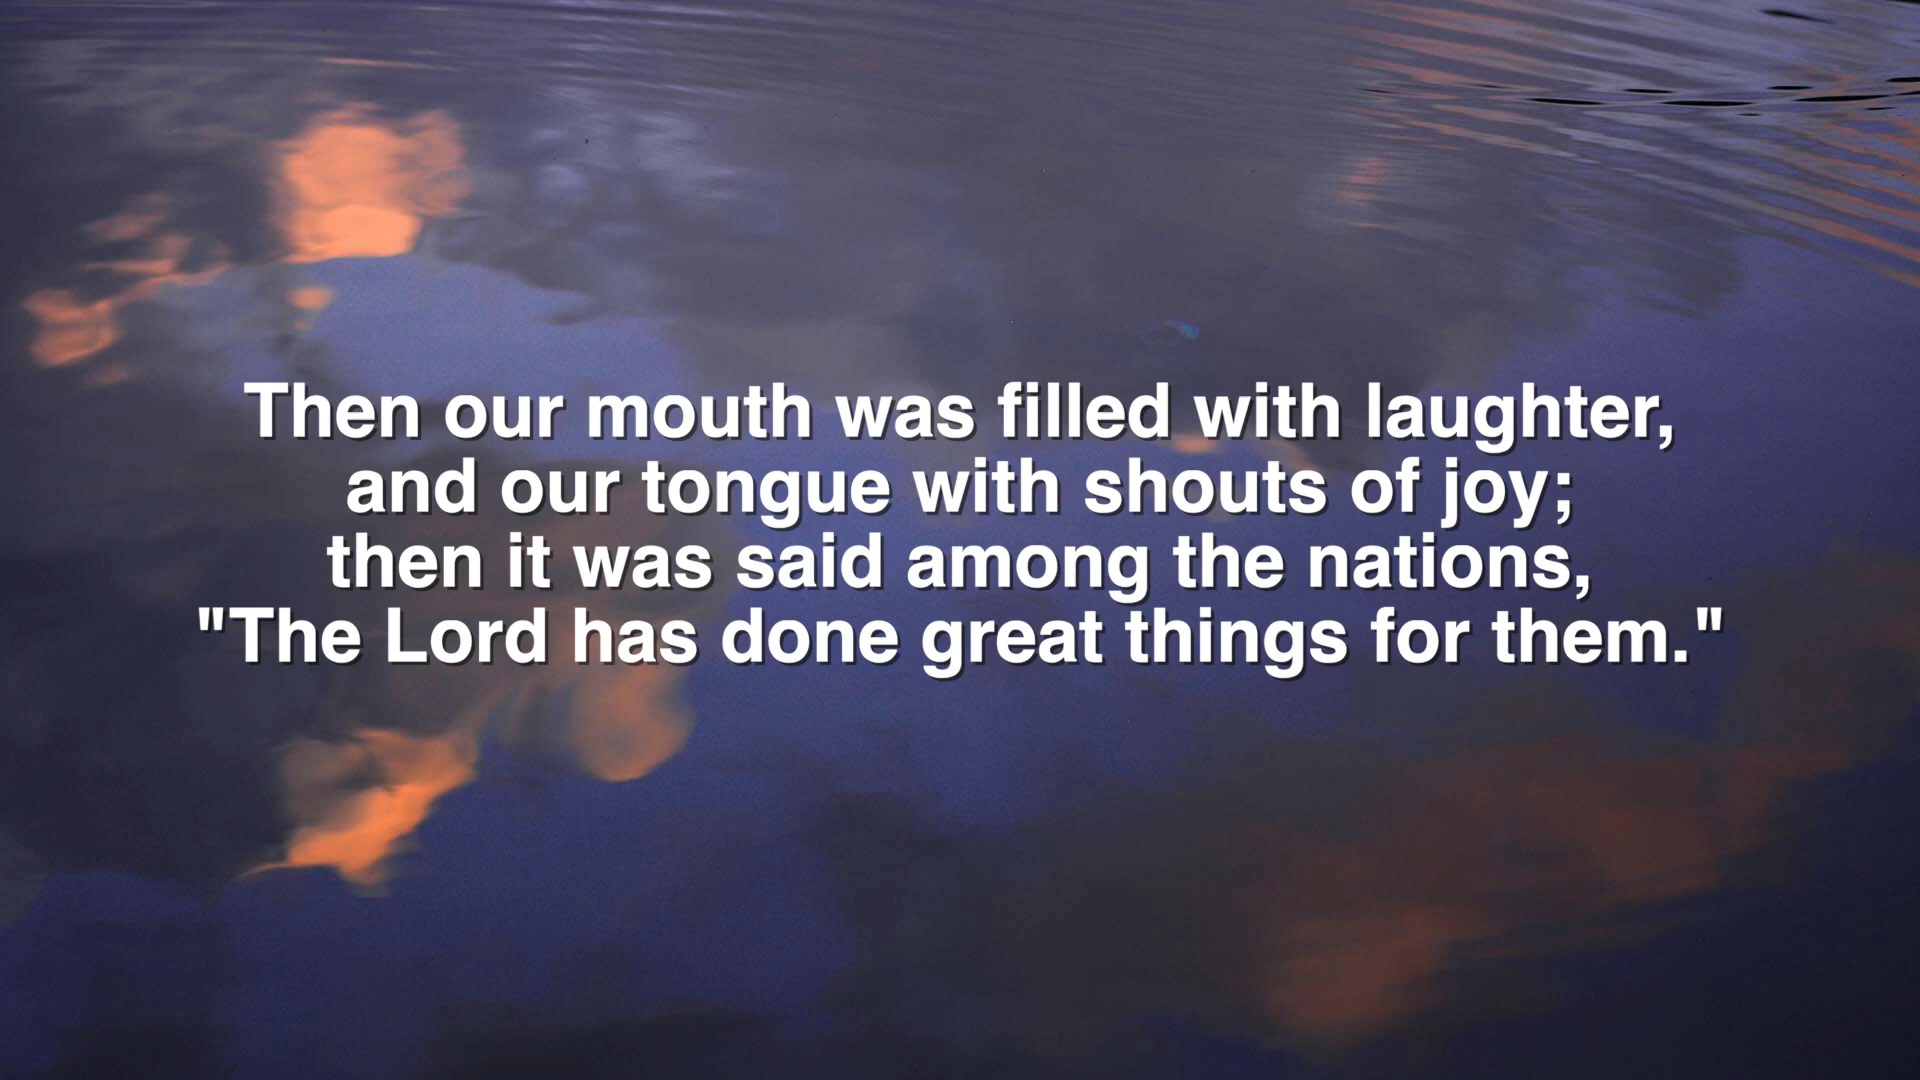 Then our mouth was filled with laughter,
and our tongue with shouts of joy;
then it was said among the nations,
"The Lord has done great things for them."